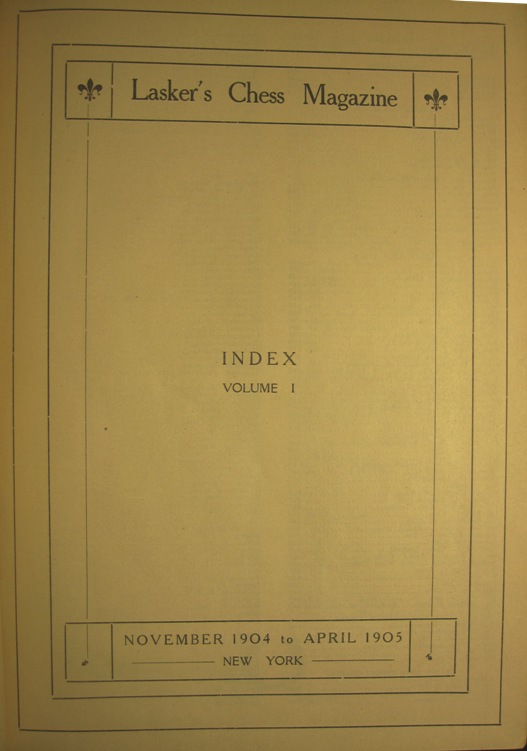 Lasker's Chess Magazine
INDEX
VOLUME I
NOVEMBER 1904 to APRIL 1905
NEW YORK